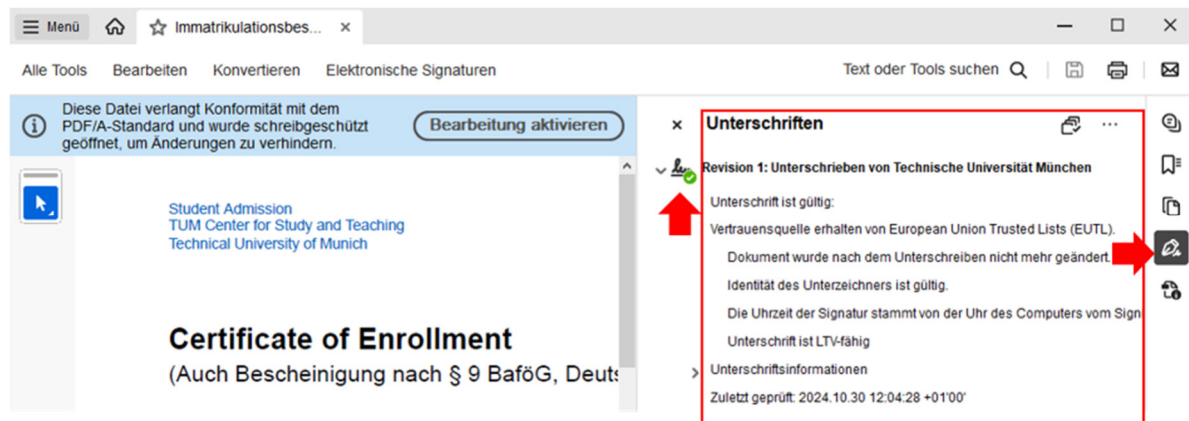 Menü
Immatrikulationsbes...
Alle Tools Bearbeiten Konvertieren Elektronische Signaturen Text oder Tools suchen
Diese Datei verlangt Konformität mit dem
PDF/A-Standard und wurde schreibgeschützt
geöffnet, um Änderungen zu verhindern.
Bearbeitung aktivieren
Student Admission
TUM Center for Study and Teaching
Technical University of Munich
Certificate of Enrollment
(Auch Bescheinigung nach § 9 BaföG, Deuts
Unterschriften
Revision 1: Unterschrieben von Technische Universität München
Unterschrift ist gültig:
Vertrauensquelle erhalten von European Union Trusted Lists (EUTL).
Dokument wurde nach dem Unterschreiben nicht mehr geändert.
Identität des Unterzeichners ist gültig.
Die Uhrzeit der Signatur stammt von der Uhr des Computers vom Sign
Unterschrift ist LTV-fähig
Unterschriftsinformationen
Zuletzt geprüft: 2024.10.30 12:04:28 +01'00'